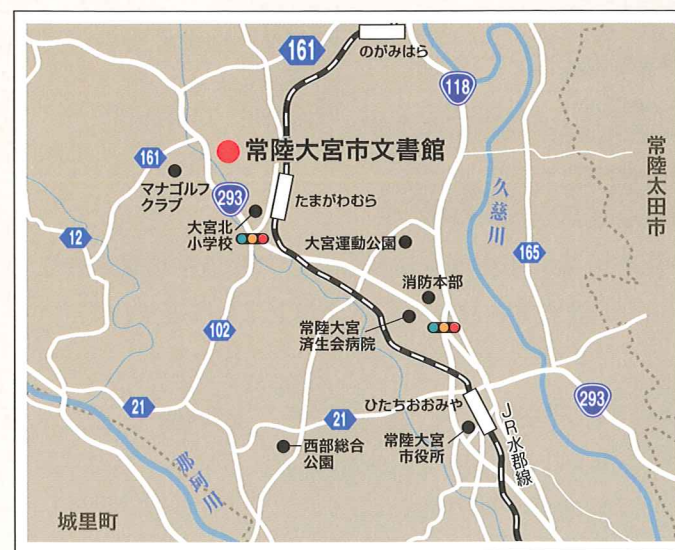 161
のがみはら
118
常陸大宮市文書館
161
マナゴルフ
クラブ
293
たまがわむら
大宮北
小学校
大宮運動公園
久慈川
常陸太田市
12
165
消防本部
常陸大宮
済生会病院
102
ひたちおおみや
293
21
21
JR水郡線
常陸大宮
市役所
西部総合
公園
那珂川
城里町